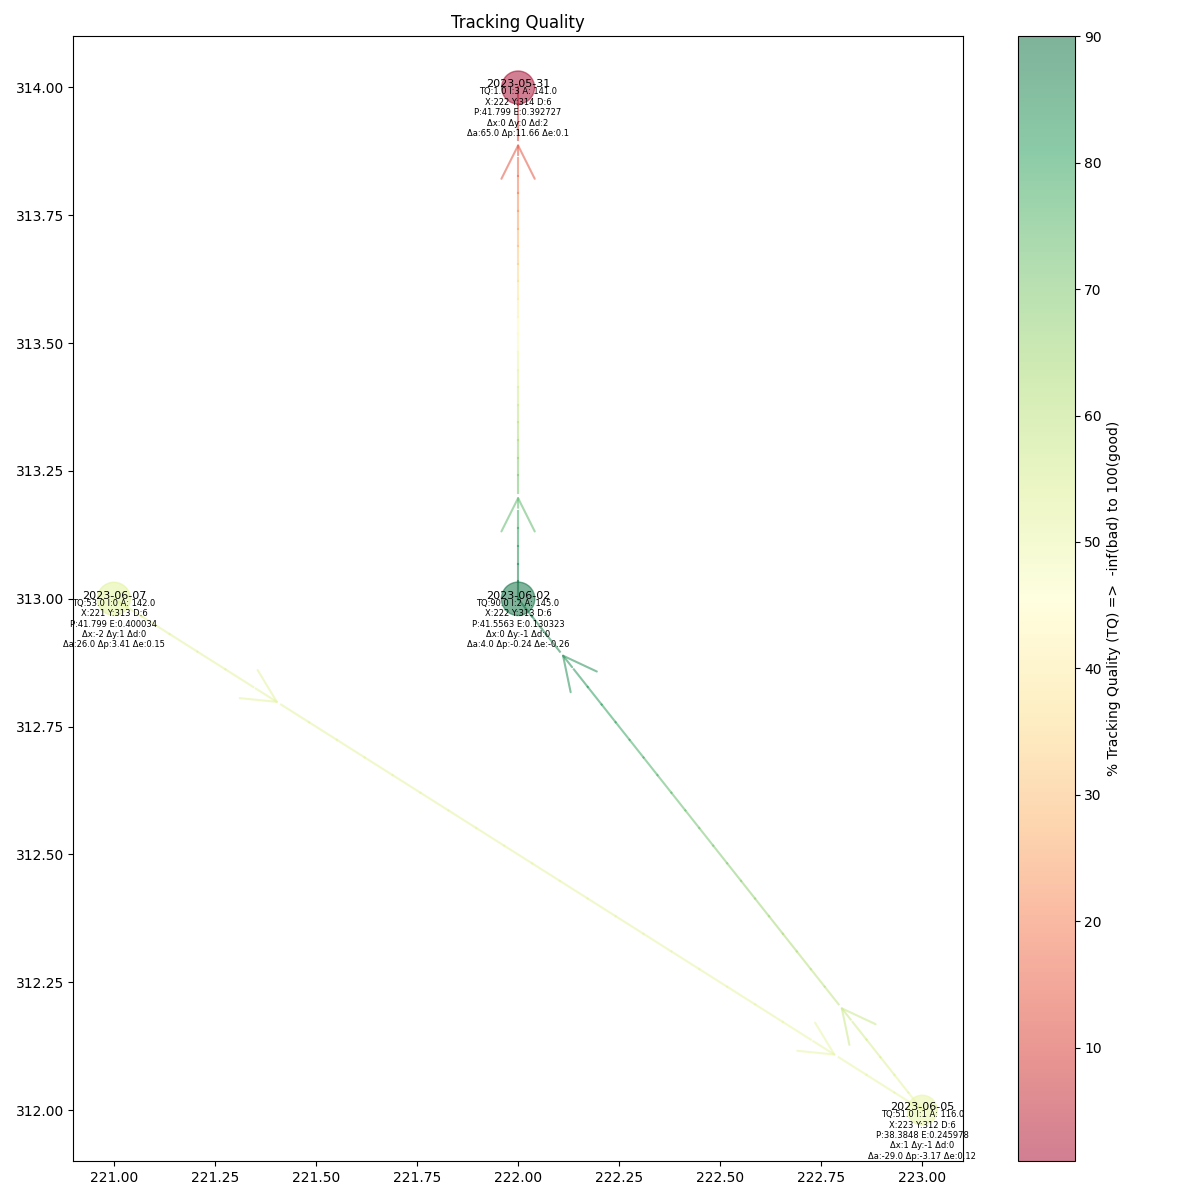 Tracking Quality
314.00
313.75
313.50
313.25
313.00
312.75
312.50
312.25
312.00
2023-05-31
TQ:1.0 I:3 A: 141.0
X:222 Y:314 D:6
P:41.799 E:0.392727
Δx:0 Δy:0 Δd:2
Δa:65.0 Δp:11.66 Δe:0.1
2023-06-07
TQ:53.0 I:0 A: 142.0
X:221 Y:313 D:6
P:41.799 E:0.400034
Δx:-2 Δy:1 Δd:0
Δa:26.0 Δp:3.41 Δe:0.15
2023-06-02
TQ:90.0 I:2 A: 145.0
X:222 Y:313 D:6
P:41.5563 E:0.130323
Δx:0 Δy:-1 Δd:0
Δa:4.0 Δp:-0.24 Δe:-0.26
2023-06-05
TQ:51.0 I:1 A: 116.0
X:223 Y:312 D:6
P:38.3848 E:0.245978
Δx:1 Δy:-1 Δd:0
Δa:-29.0 Δp:-3.17 Δe:0.12
221.00
221.25
221.50
221.75
222.00
222.25
222.50
222.75
223.00
90
80
70
60
50
40
30
20
10
% Tracking Quality (TQ) =>  -inf(bad) to 100(good)